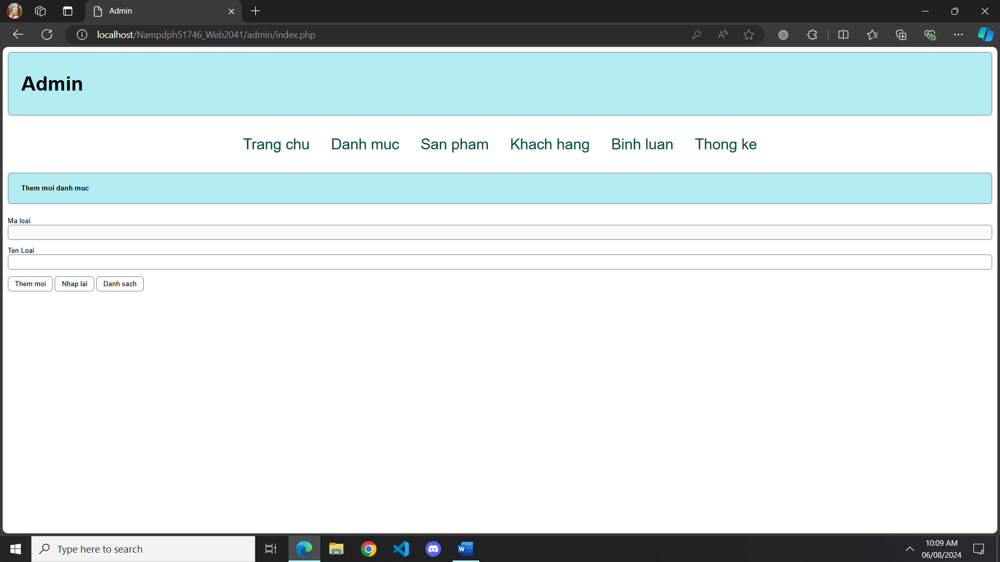 Admin
localhost/Nampdph51746_Web2041/admin/index.php
Admin
Trang chu Danh muc San pham Khach hang Binh luan Thong ke
Them moi danh muc
Ma loai
Ten Loai
Them moi Nhap lai Danh sach
Type here to search
10:09 AM
06/08/2024